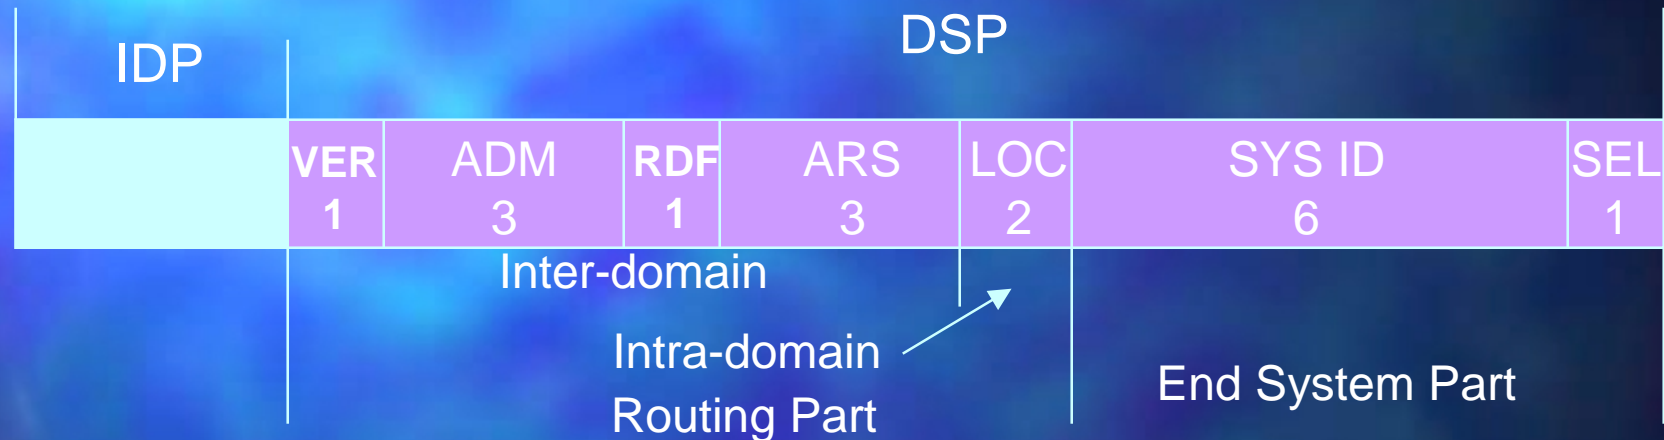 DSP
IDP
VER ADM RDF ARS LOC SYS ID SEL
1 3 1 3 2 6 1
Inter-domain
Intra-domain
Routing Part
End System Part